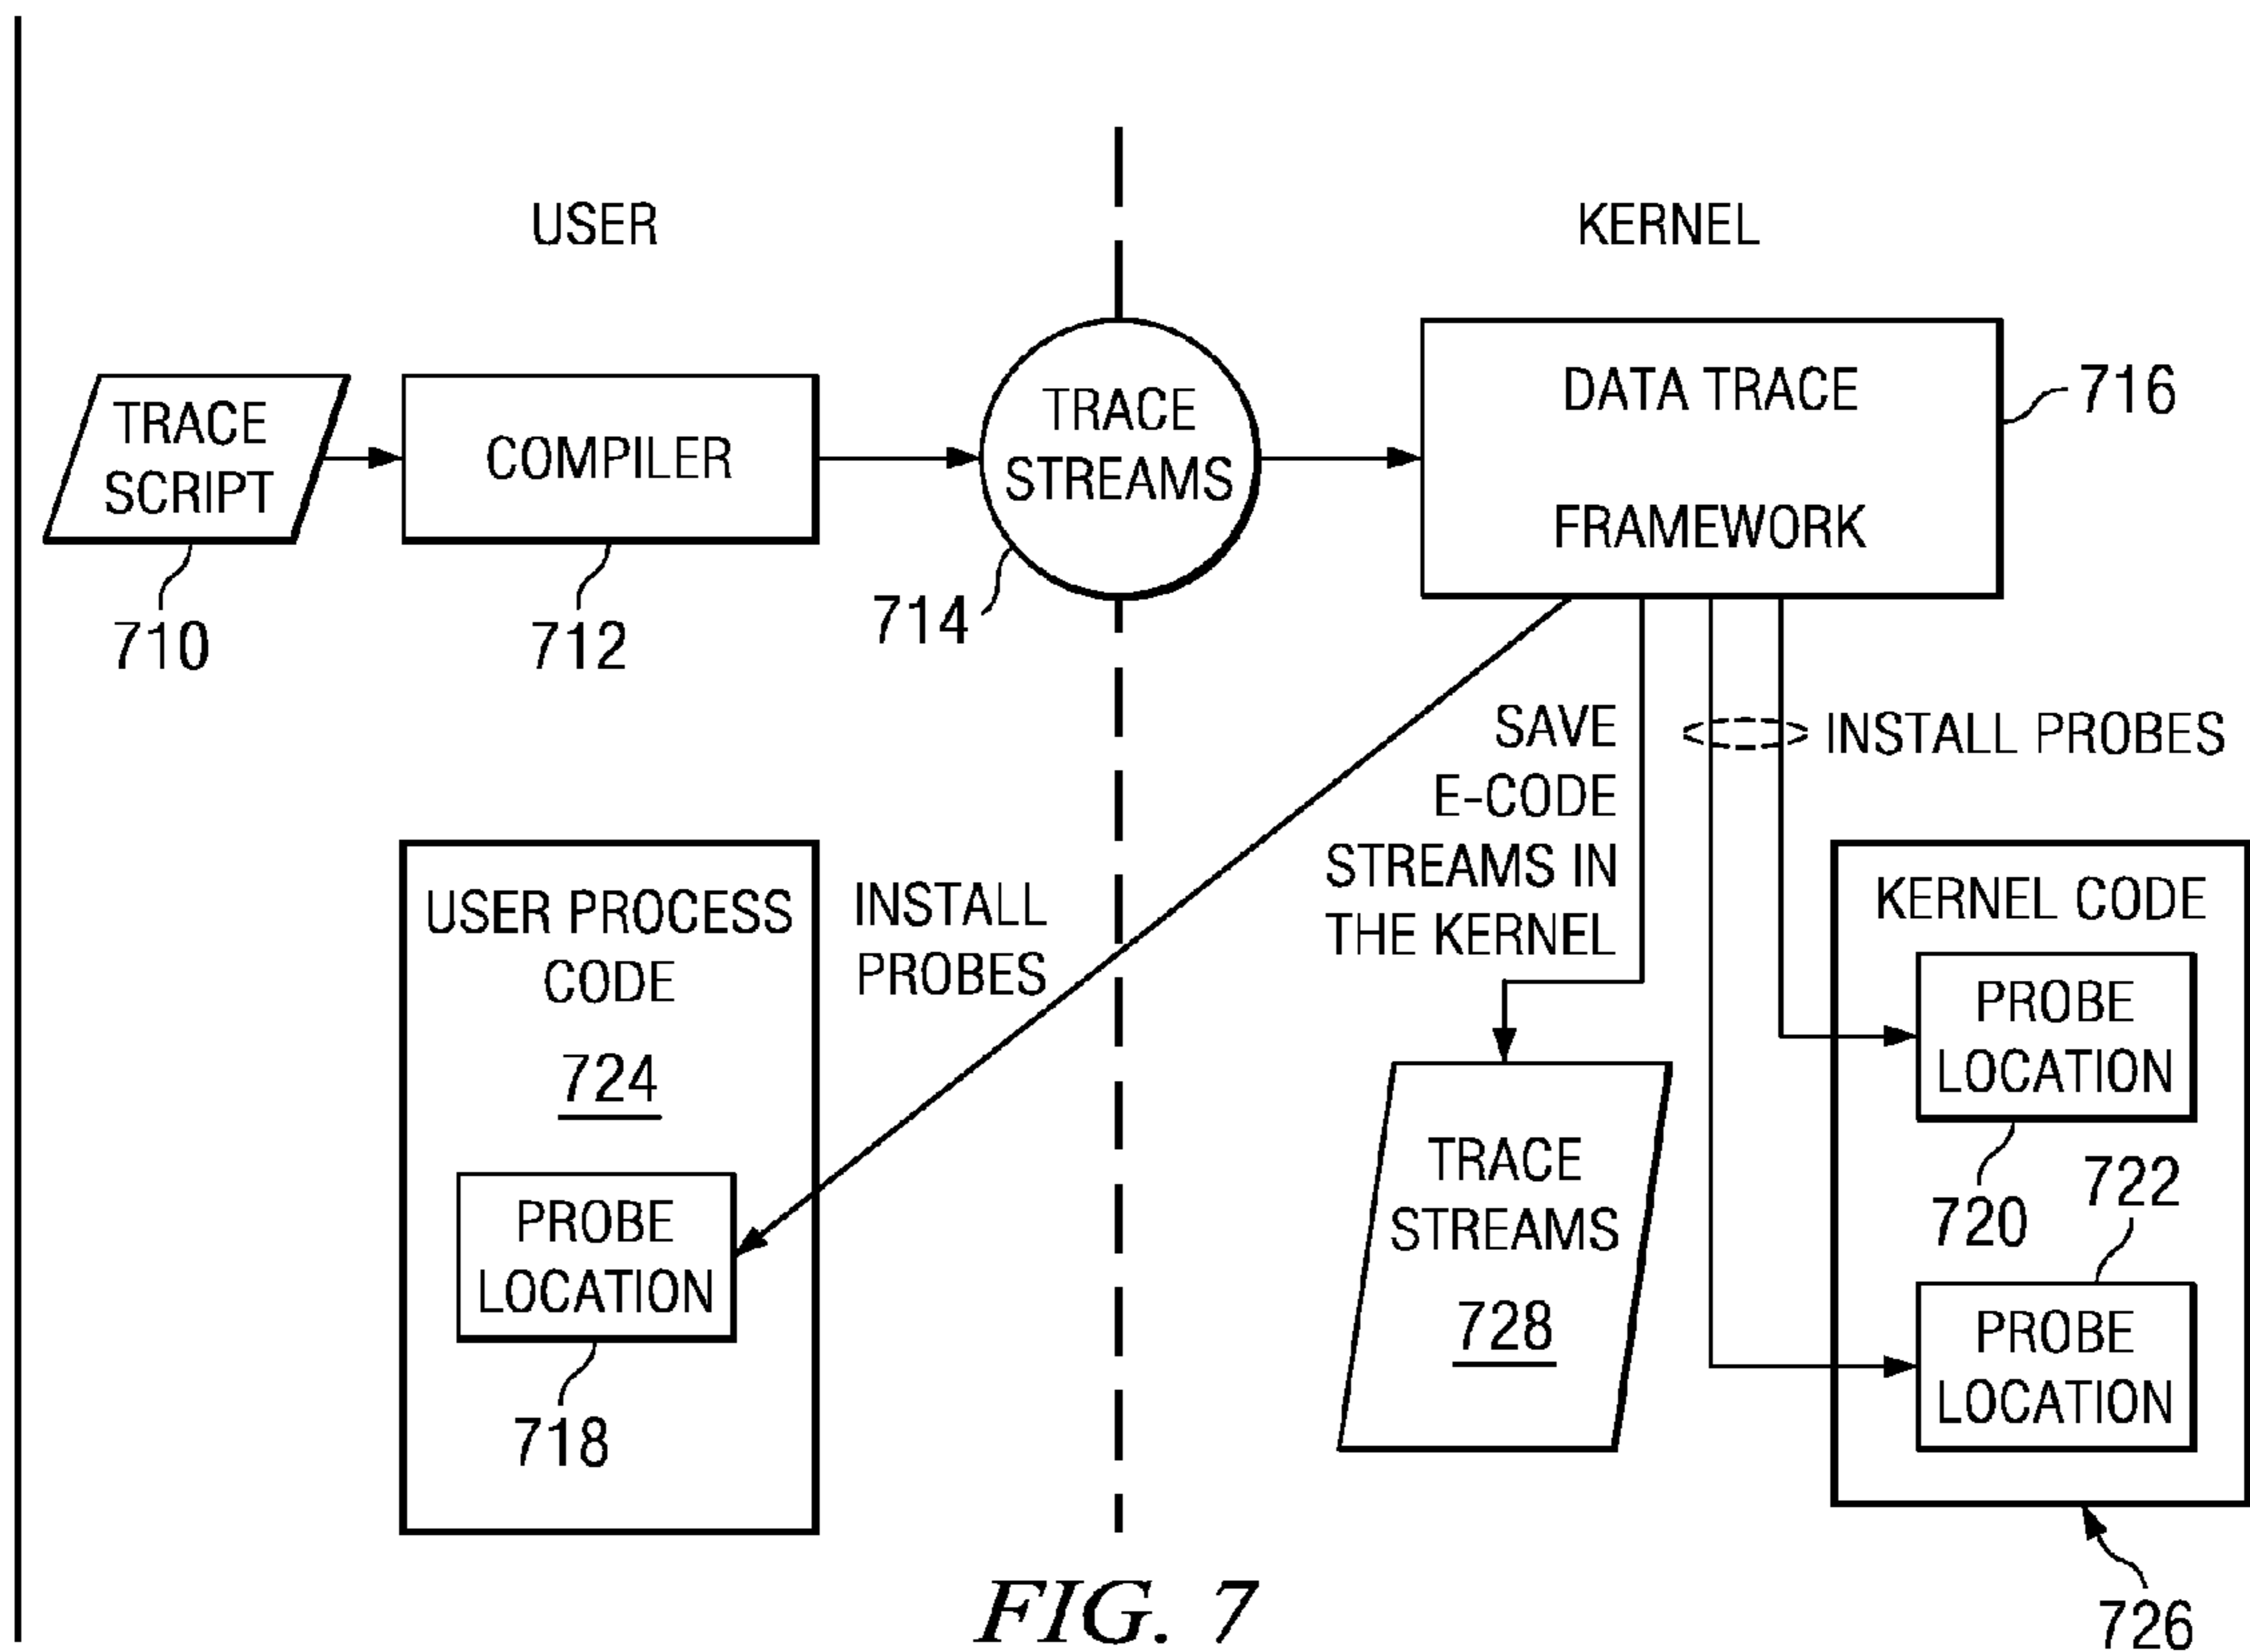 USER
KERNEL
TRACE
SCRIPT
710
COMPILER
712
TRACE
STREAMS
714
DATA TRACE
FRAMEWORK
716
INSTALL
PROBES
SAVE
E-CODE
STREAMS IN
THE KERNEL
INSTALL PROBES
USER PROCESS
CODE
724
PROBE
LOCATION
718
TRACE
STREAMS
728
KERNEL CODE
PROBE
LOCATION
720
722
PROBE
LOCATION
726
FIG. 7